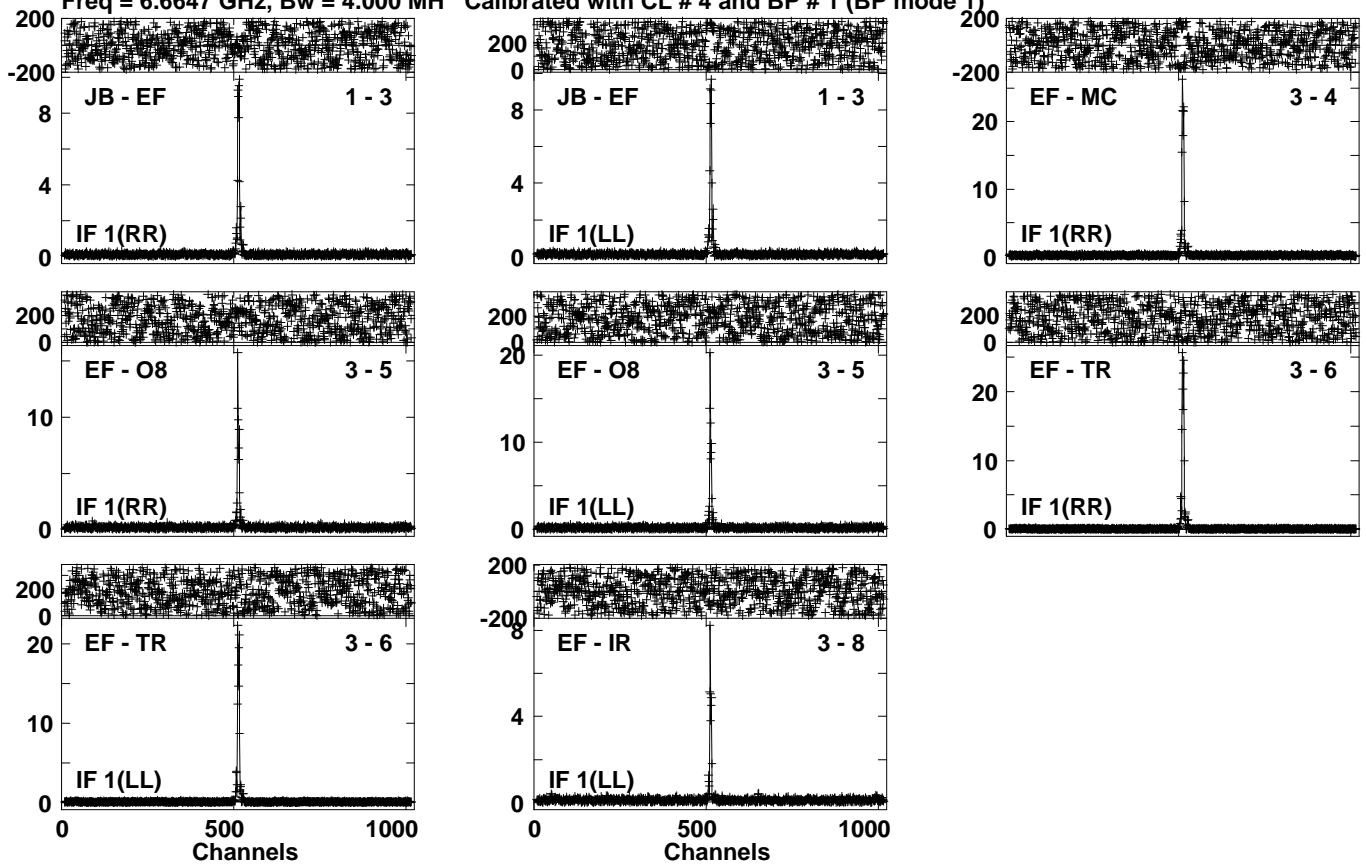 Freq = 6.6647 GHz, Bw = 4.000 MH Calibrated with CL # 4 and BP # 1 (BP mode 1)
200
-200
JB - EF 1 - 3
8
4
IF 1(RR)
0
200
0
JB - EF 1 - 3
8
4
IF 1(LL)
0
200
-200
EF - MC 3 - 4
20
10
IF 1(RR)
0
200
0
EF - O8 3 - 5
10
IF 1(RR)
0
200
0
EF - O8 3 - 5
20
10
IF 1(LL)
0
200
0
EF - TR 3 - 6
20
10
IF 1(RR)
0
200
0
EF - TR 3 - 6
20
10
IF 1(LL)
0
0 500 1000
Channels
200
-200
EF - IR 3 - 8
8
4
IF 1(LL)
0
0 500 1000
Channels